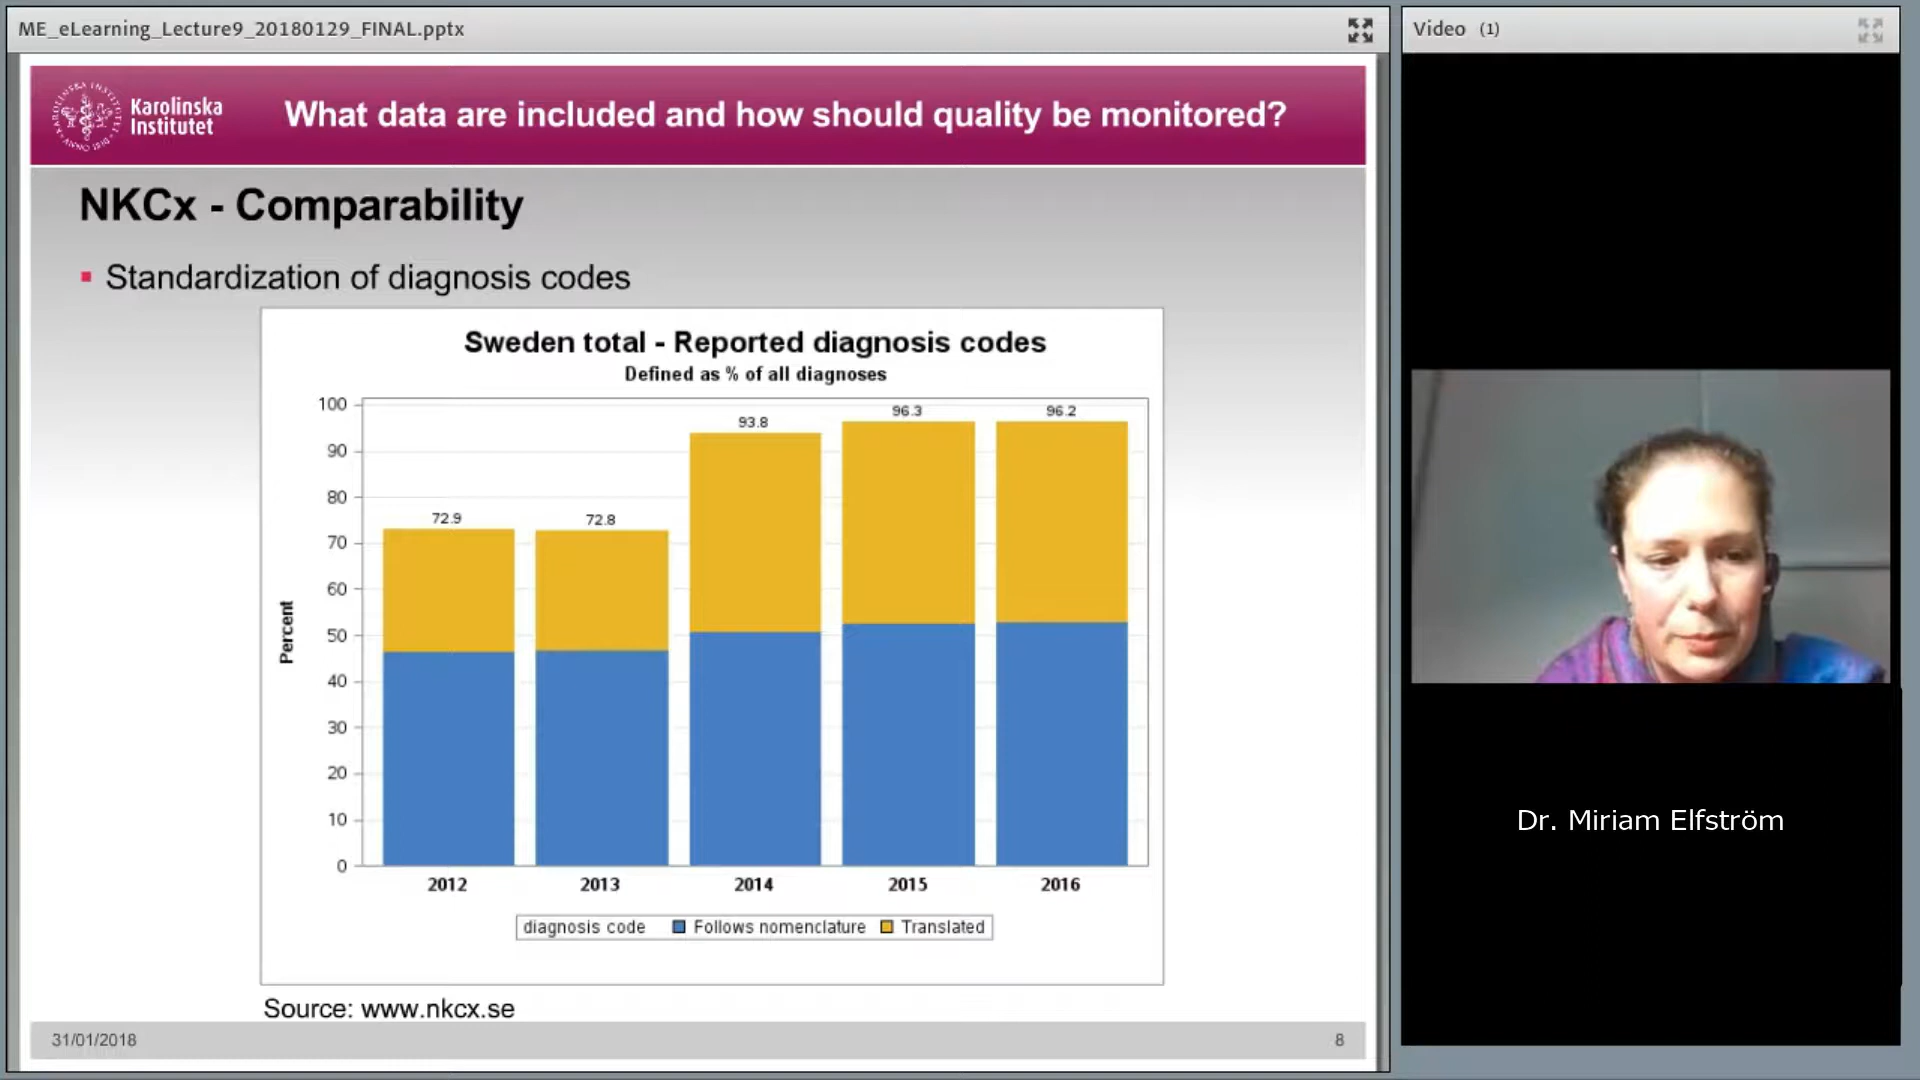 ME_eLearning_Lecture9_20180129_FINAL.pptx
Video (1)
Karolinska
Institutet
What data are included and how should quality be monitored?
NKCx - Comparability
Standardization of diagnosis codes
Sweden total - Reported diagnosis codes
Defined as % of all diagnoses
100
90
80
70
60
50
40
30
20
10
0
Percent
72.9
72.8
93.8
96.3
96.2
2012 2013 2014 2015 2016
diagnosis code Follows nomenclature Translated
Source: www.nkcx.se
31/01/2018
8
Dr. Miriam Elfström